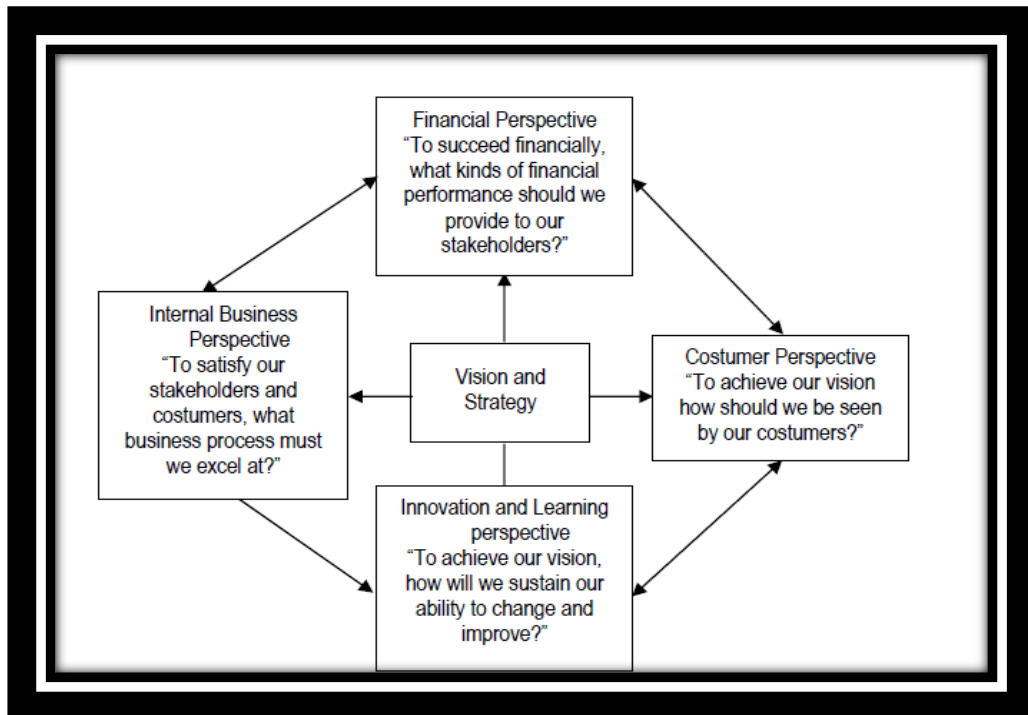 Financial Perspective
“To succeed financially,
what kinds of financial
performance should we
provide to our
stakeholders?”
Internal Business
Perspective
“To satisfy our
stakeholders and
costumers, what
business process must
we excel at?”
Vision and
Strategy
Costumer Perspective
“To achieve our vision
how should we be seen
by our costumers?”
Innovation and Learning
perspective
“To achieve our vision,
how will we sustain our
ability to change and
improve?”